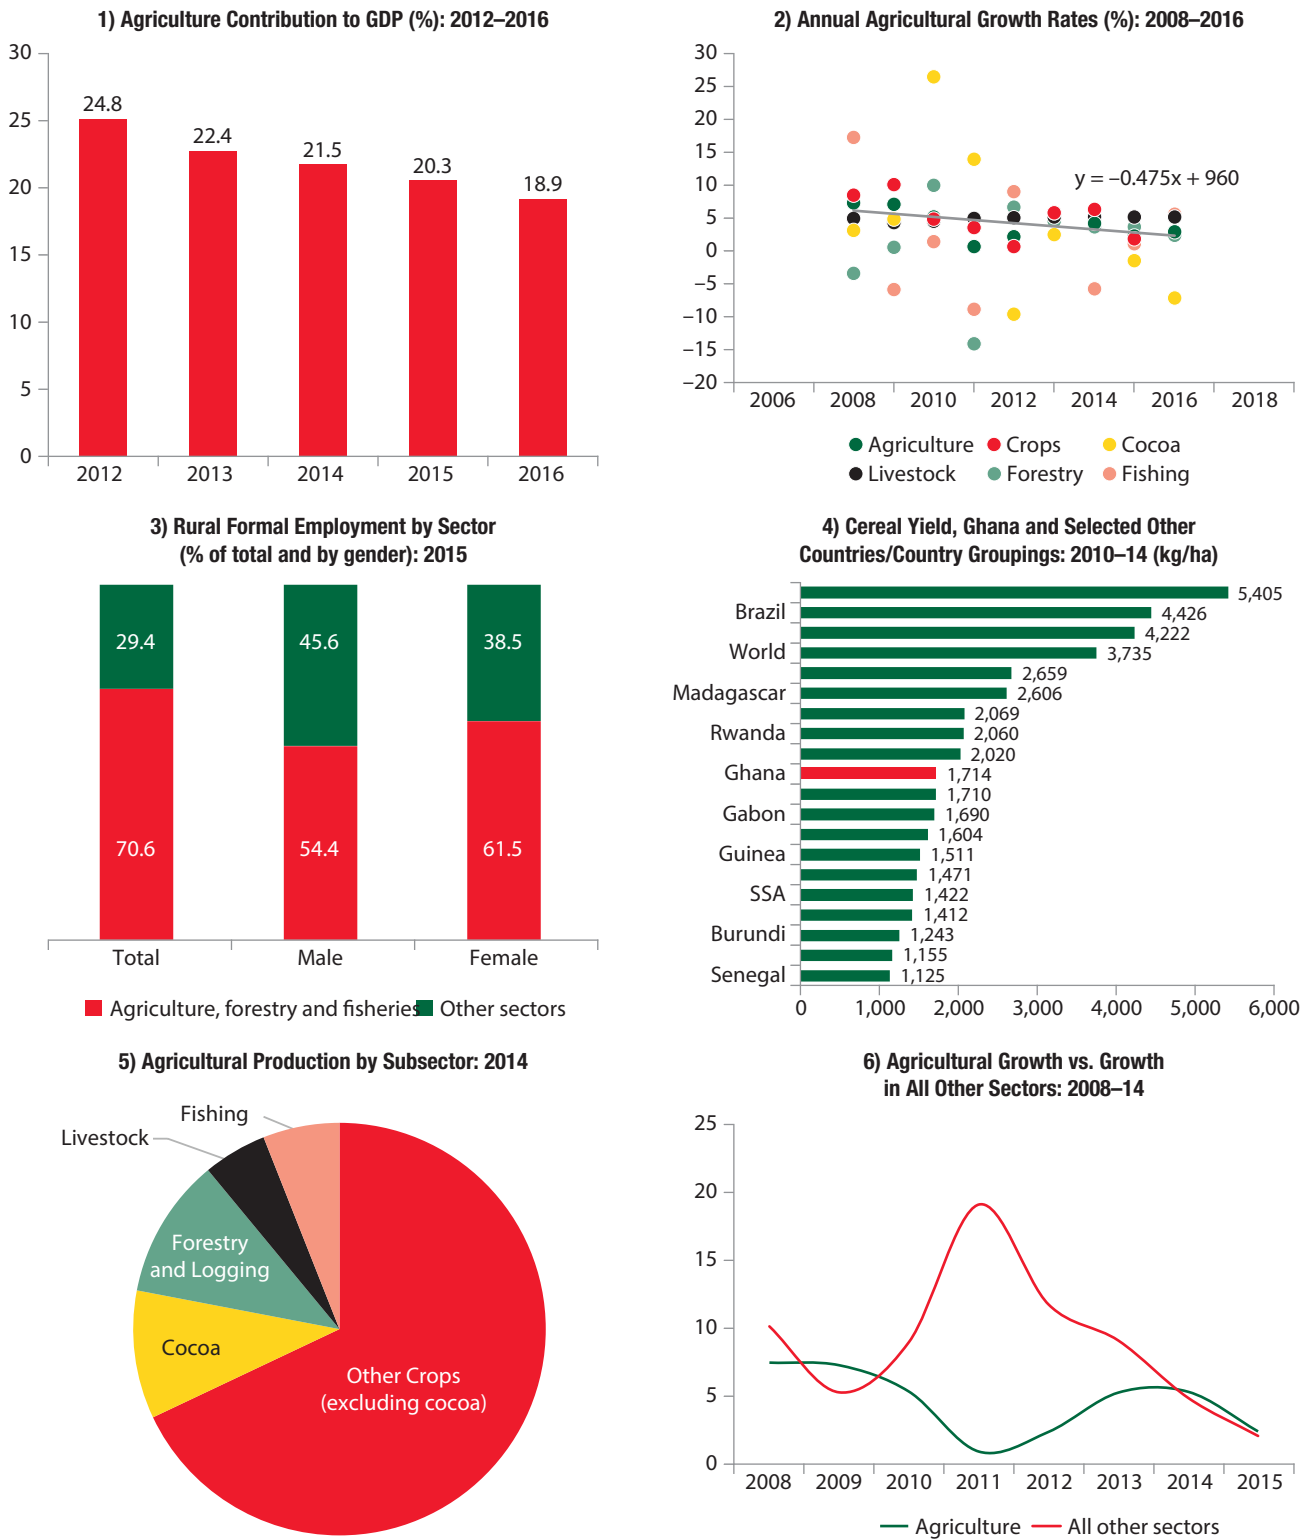 1) Agriculture Contribution to GDP (%): 2012–2016
30
25
20
15
10
5
0
24.8
22.4
21.5
20.3
18.9
2012 2013 2014 2015 2016
2) Annual Agricultural Growth Rates (%): 2008–2016
30
25
20
15
10
5
0
–5
–10
–15
–20
y = –0.475x + 960
2006 2008 2010 2012 2014 2016 2018
Agriculture Crops Cocoa
Livestock Forestry Fishing
3) Rural Formal Employment by Sector
(% of total and by gender): 2015
29.4 45.6 38.5
70.6 54.4 61.5
Total Male Female
Agriculture, forestry and fisheries Other sectors
4) Cereal Yield, Ghana and Selected Other
Countries/Country Groupings: 2010–14 (kg/ha)
5,405
Brazil 4,426
4,222
World 3,735
2,659
Madagascar 2,606
2,069
Rwanda 2,060
2,020
Ghana 1,714
1,710
Gabon 1,690
1,604
Guinea 1,511
1,471
SSA 1,422
1,412
Burundi 1,243
1,155
Senegal 1,125
0 1,000 2,000 3,000 4,000 5,000 6,000
5) Agricultural Production by Subsector: 2014
Fishing
Livestock
Forestry
and Logging
Cocoa
Other Crops
(excluding cocoa)
6) Agricultural Growth vs. Growth
in All Other Sectors: 2008–14
25
20
15
10
5
0
2008 2009 2010 2011 2012 2013 2014 2015
Agriculture All other sectors